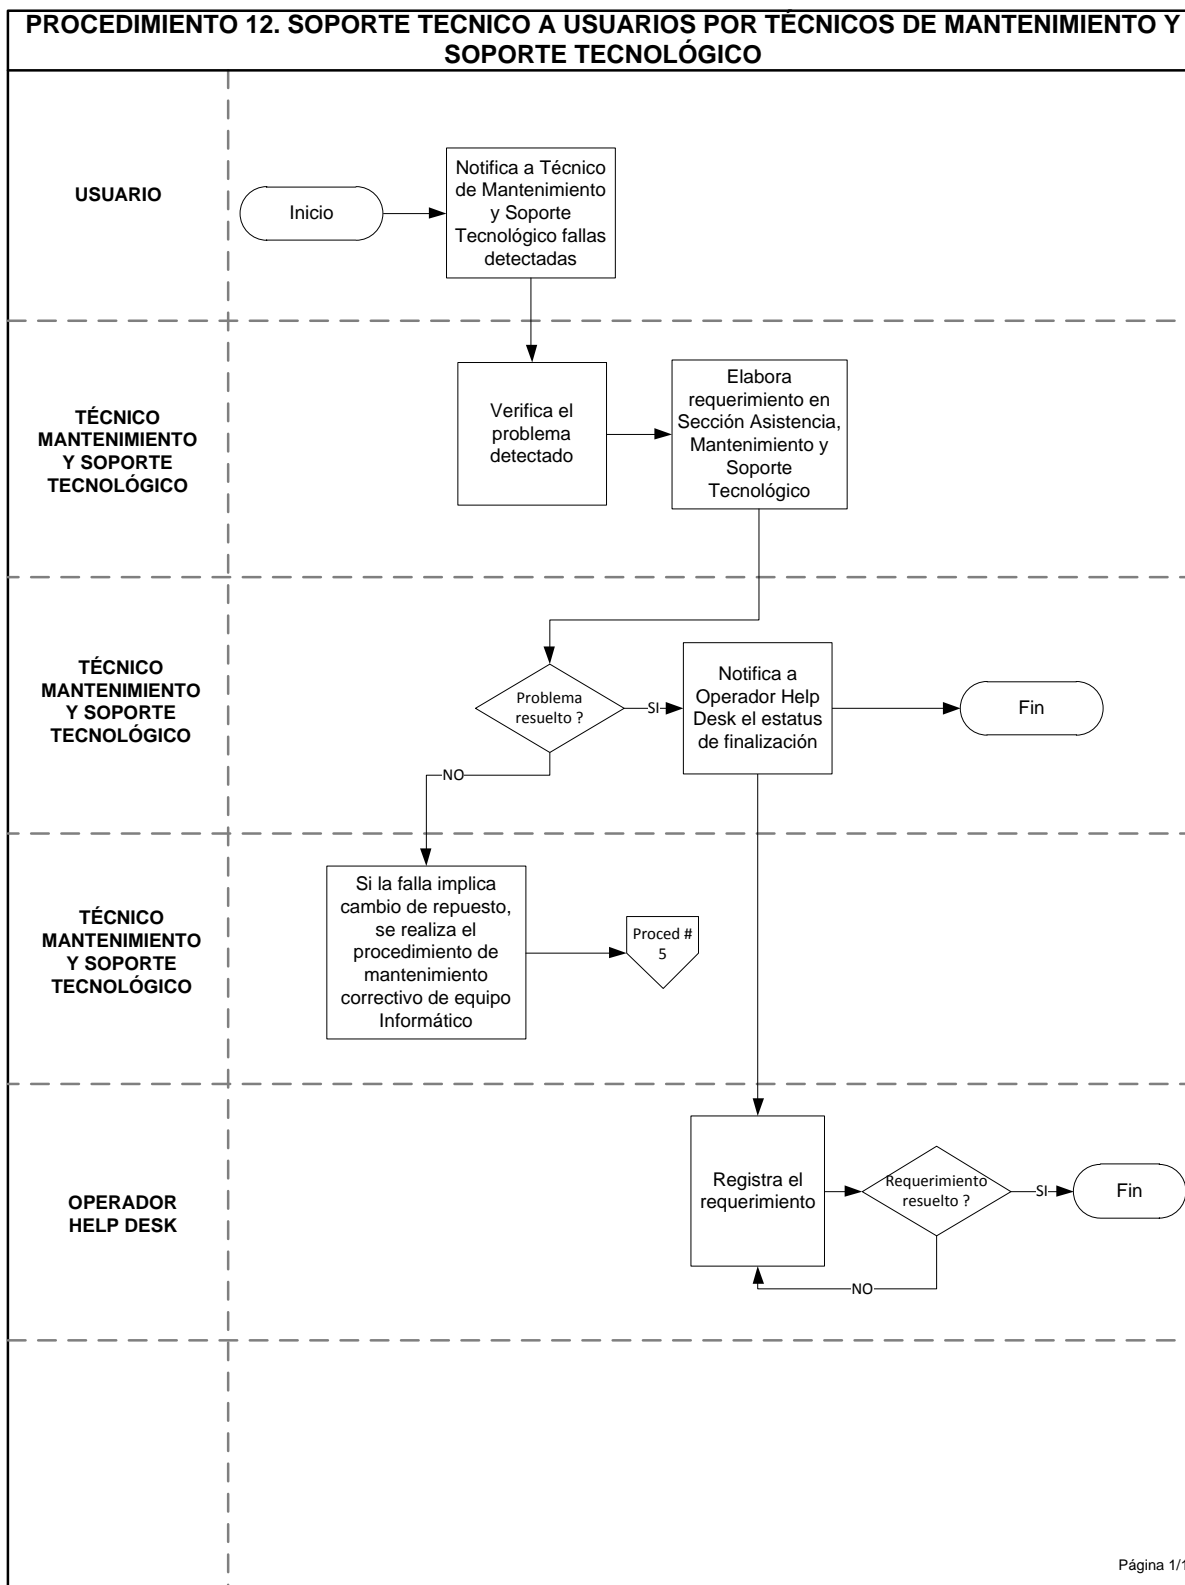 PROCEDIMIENTO 12. SOPORTE TECNICO A USUARIOS POR TÉCNICOS DE MANTENIMIENTO Y
SOPORTE TECNOLÓGICO
USUARIO
Inicio
Notifica a Técnico
de Mantenimiento
y Soporte
Tecnológico fallas
detectadas
TÉCNICO
MANTENIMIENTO
Y SOPORTE
TECNOLÓGICO
Verifica el
problema
detectado
Elabora
requerimiento en
Sección Asistencia,
Mantenimiento y
Soporte
Tecnológico
TÉCNICO
MANTENIMIENTO
Y SOPORTE
TECNOLÓGICO
Problema
resuelto ?
SI
Notifica a
Operador Help
Desk el estatus
de finalización
Fin
NO
TÉCNICO
MANTENIMIENTO
Y SOPORTE
TECNOLÓGICO
Si la falla implica
cambio de repuesto,
se realiza el
procedimiento de
mantenimiento
correctivo de equipo
Informático
Proced #
5
OPERADOR
HELP DESK
Registra el
requerimiento
Requerimiento
resuelto ?
SI
Fin
NO
Página 1/1